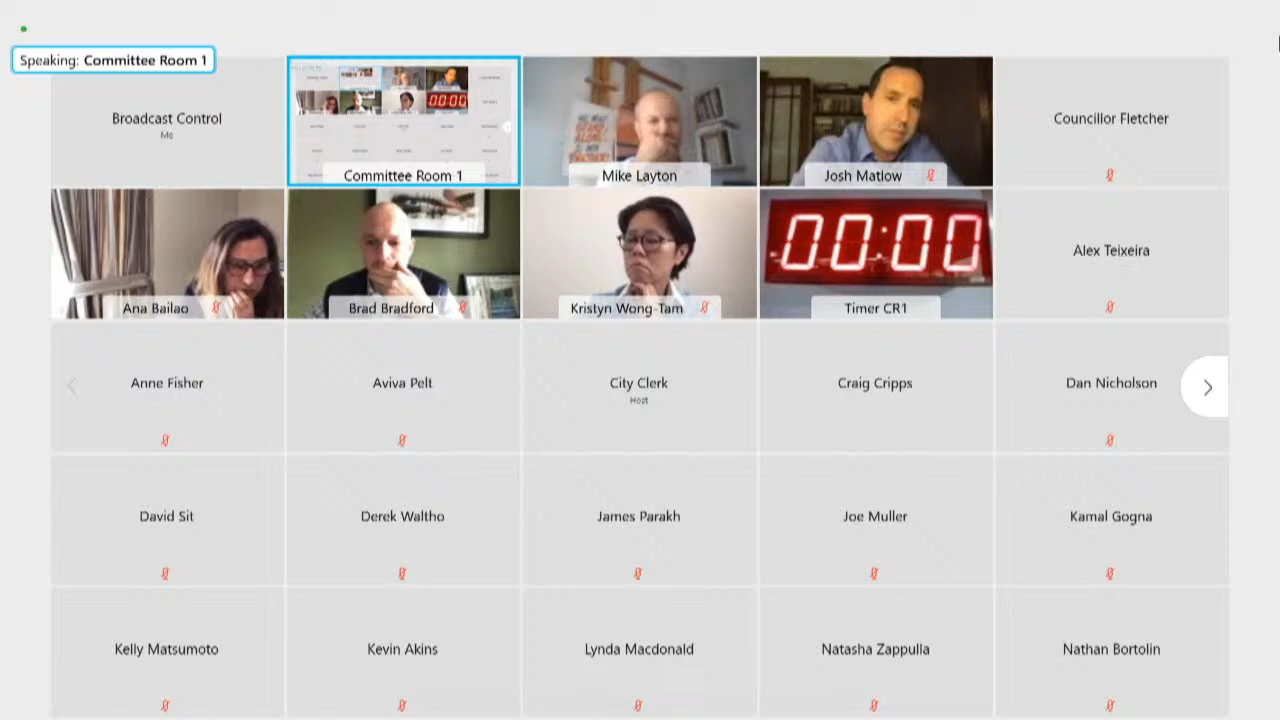 Speaking: Committee Room 1
Broadcast Control
Me
Committee Room 1
Mike Layton
Josh Matlow
Councillor Fletcher
Ana Bailao
Brad Bradford
Kristyn Wong-Tam
00:00
Timer CR1
Alex Teixeira
Anne Fisher
Aviva Pelt
City Clerk
Host
Craig Cripps
Dan Nicholson
David Sit
Derek Waltho
James Parakh
Joe Muller
Kamal Gogna
Kelly Matsumoto
Kevin Akins
Lynda Macdonald
Natasha Zappulla
Nathan Bortolin